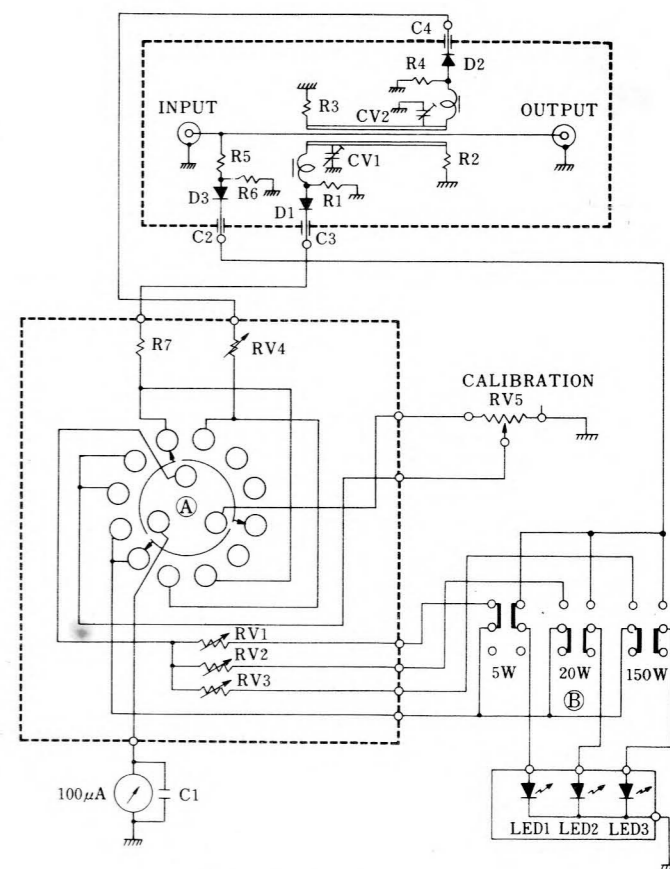 C4
D2
R4
INPUT
R3
CV2
OUTPUT
R5
CV1
R2
R6
D3
D1
R1
C2
C3
R7
RV4
CALIBRATION
RV5
A
RV1
RV2
RV3
5W
20W
150W
B
100μA
C1
LED1
LED2
LED3